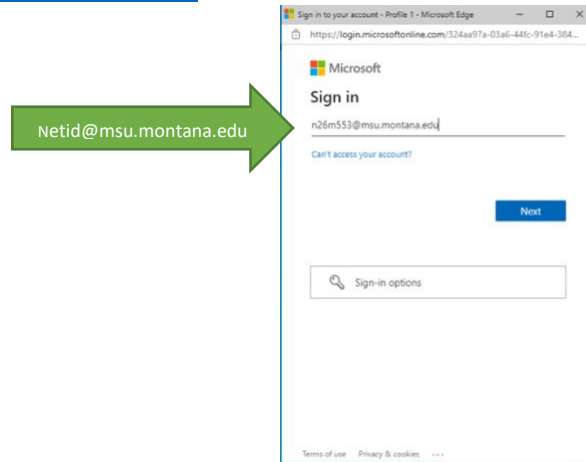 Sign in to your account - Profile 1 - Microsoft Edge
https://login.microsoftonline.com/324aa97a-03a6-44fc-91e4-384...
Microsoft
Sign in
Netid@msu.montana.edu
n26m553@msu.montana.edu
Can't access your account?
Next
Sign-in options
Terms of use Privacy & cookies ...